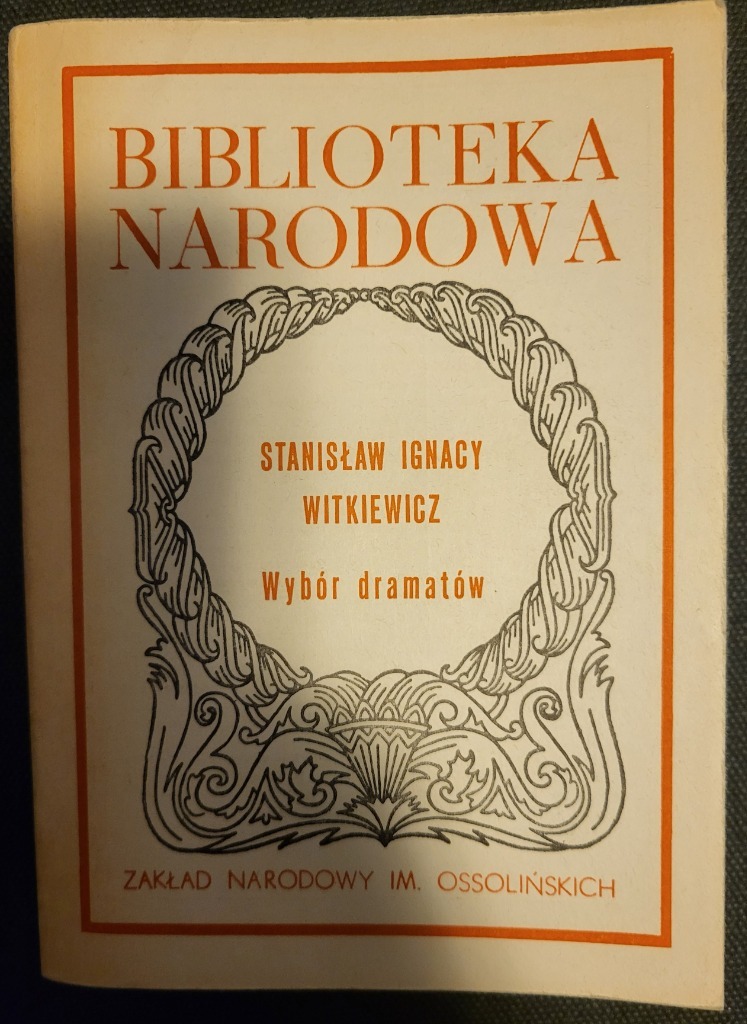 BIBLIOTEKA
NARODOWA
STANISŁAW IGNACY
WITKIEWICZ
Wybór dramatów
ZAKŁAD NARODOWY IM. OSSOLIŃSKICH